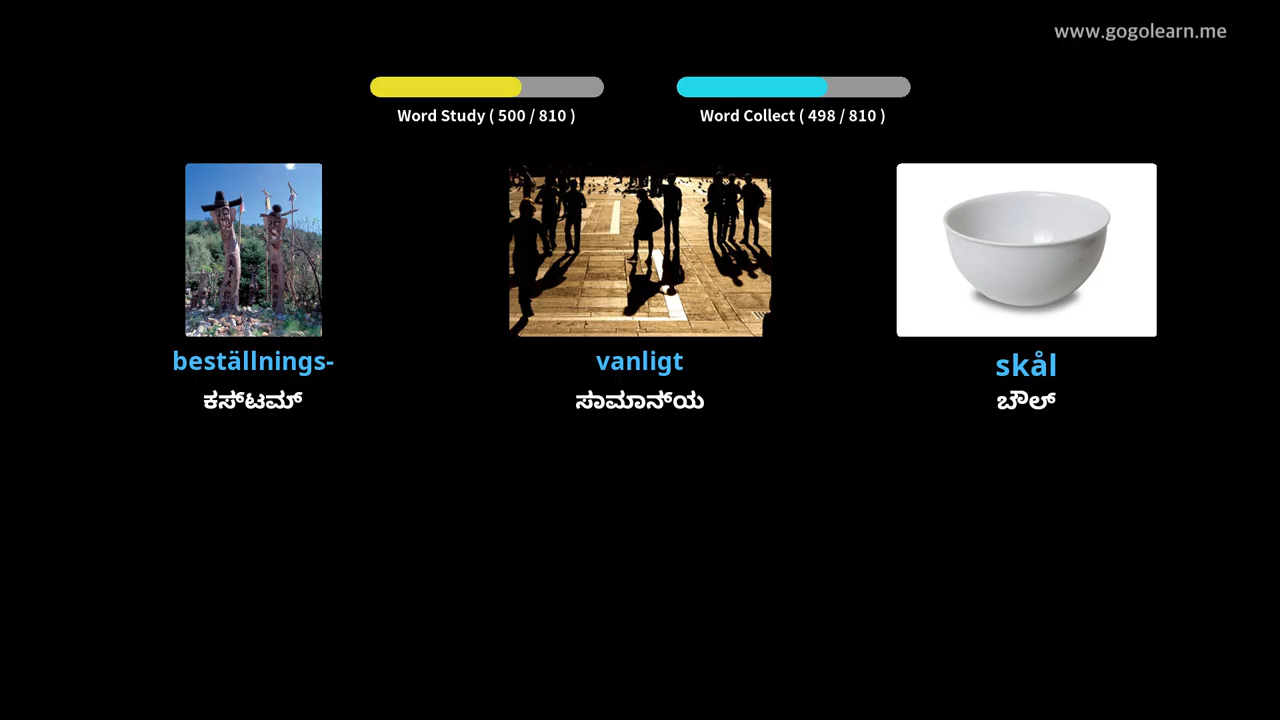 www.gogolearn.me
Word Study ( 500 / 810 )
Word Collect ( 498 / 810 )
beställnings-
vanligt
skål
ಕಸ್‌ಟಮ್
ಸಾಮಾನ್‌ಯ
ಬೌಲ್